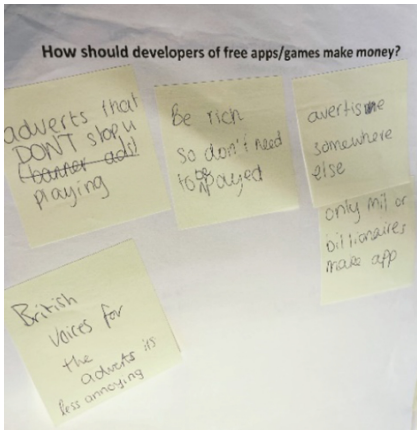 How should developers of free apps/games make money?
adverts that
DONT stop u
(banner ads)
playing
Be rich
so don't need
to be payed
avertisme
somewhere
else
only mil or
billionaires
make app
British
voices for
the
adverts its
less annoying